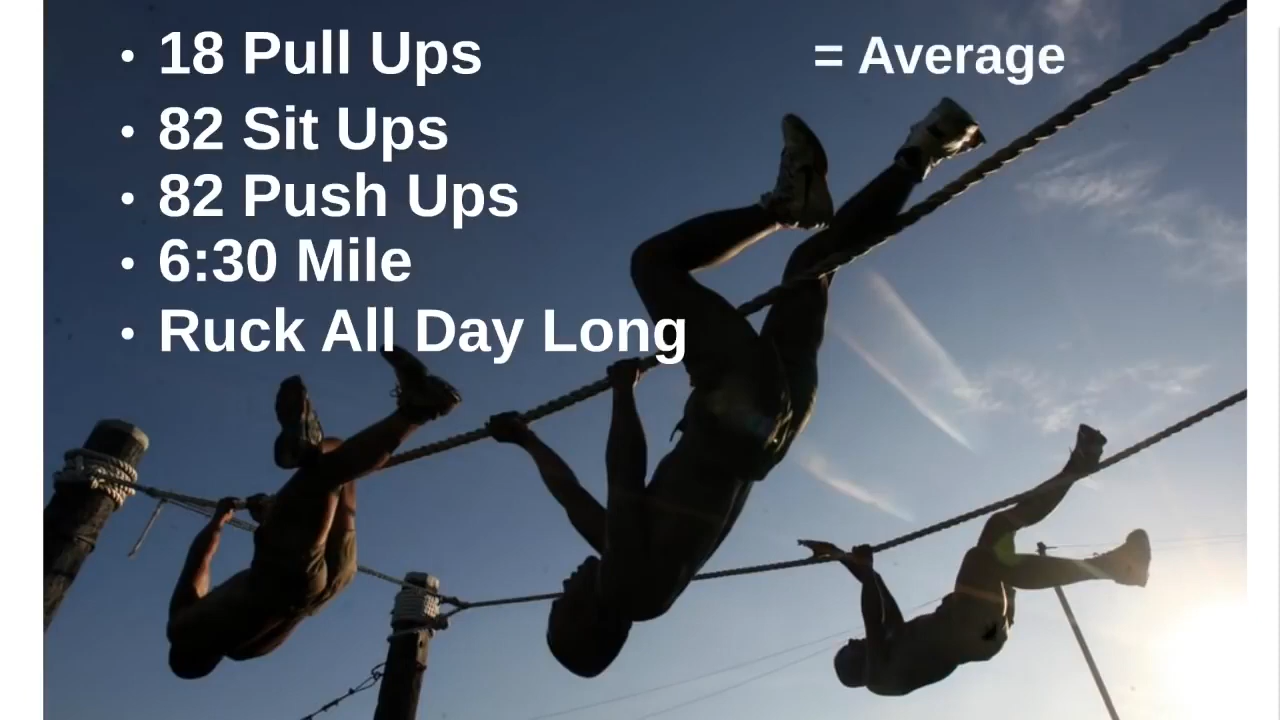 • 18 Pull Ups = Average
• 82 Sit Ups
• 82 Push Ups
• 6:30 Mile
• Ruck All Day Long